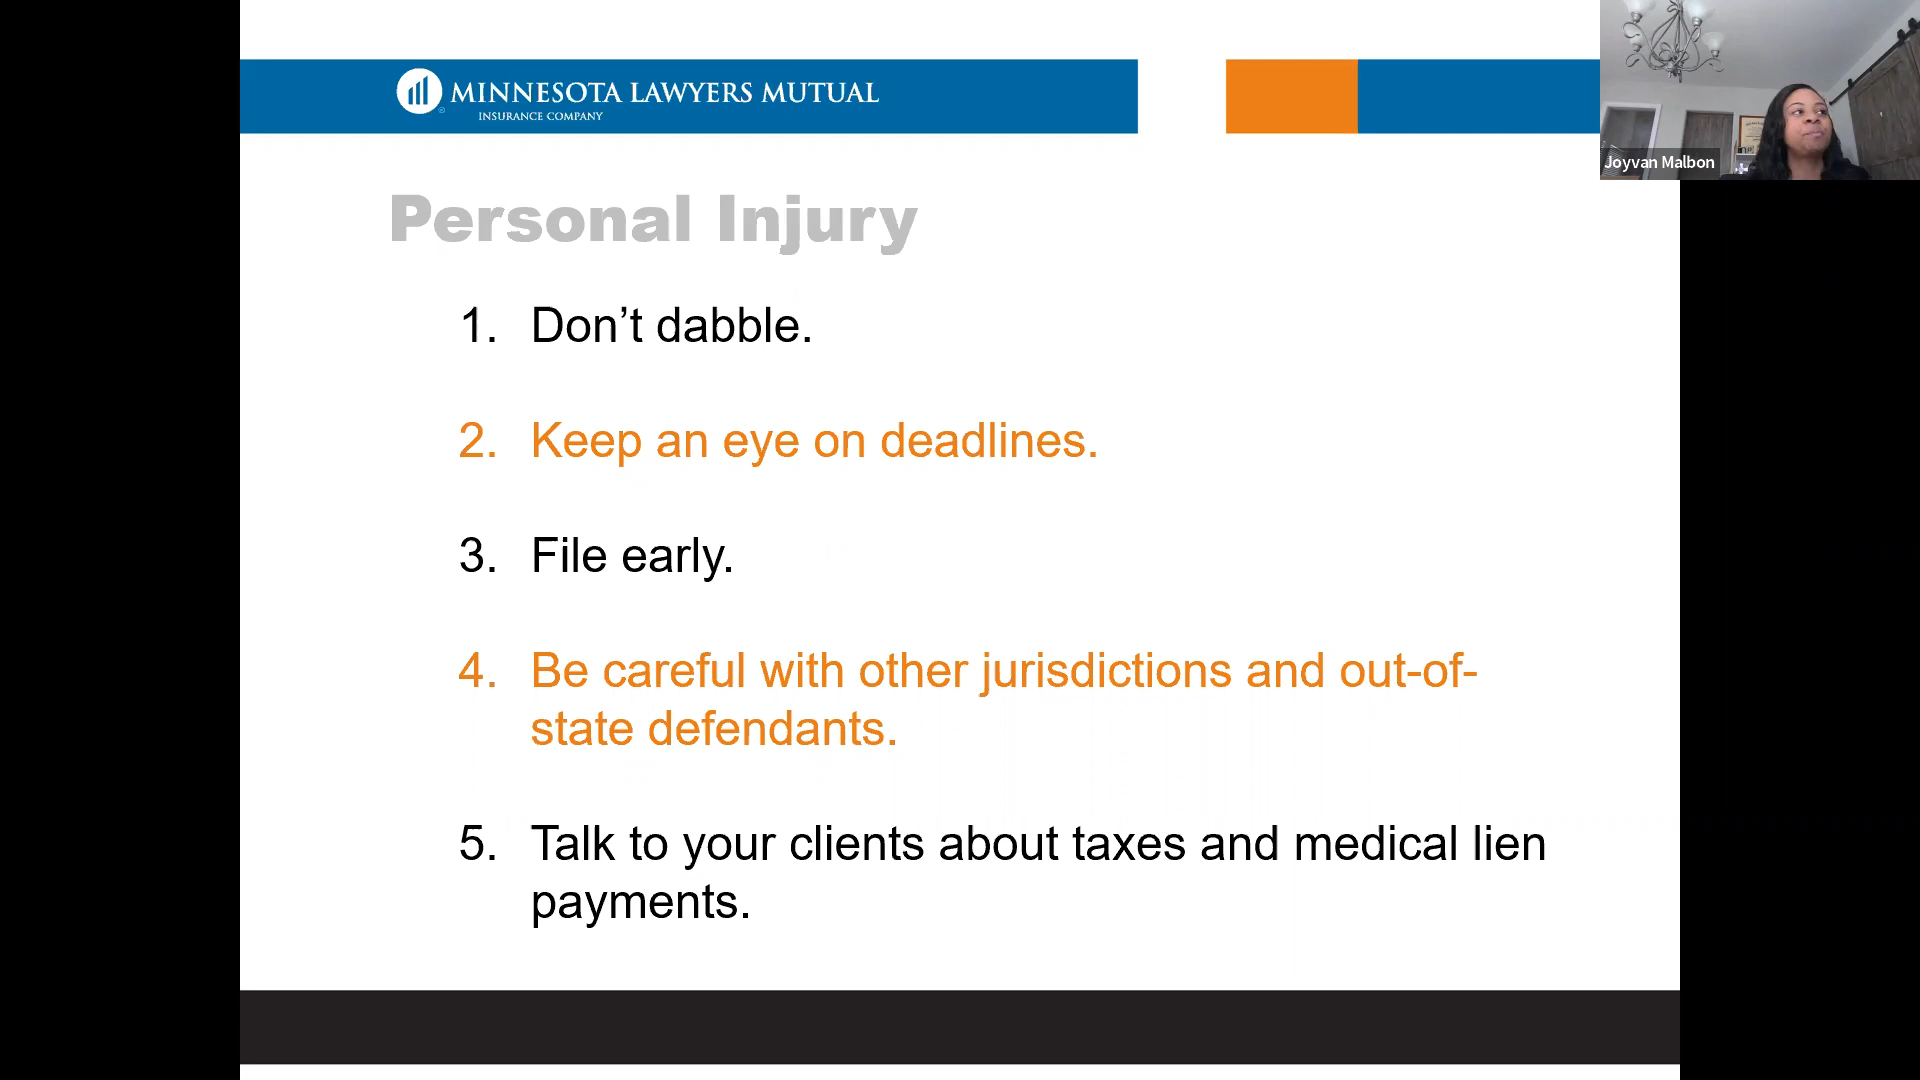 MINNESOTA LAWYERS MUTUAL
INSURANCE COMPANY
Joyvan Malbon
Personal Injury
1. Don’t dabble.
2. Keep an eye on deadlines.
3. File early.
4. Be careful with other jurisdictions and out-of-
state defendants.
5. Talk to your clients about taxes and medical lien
payments.